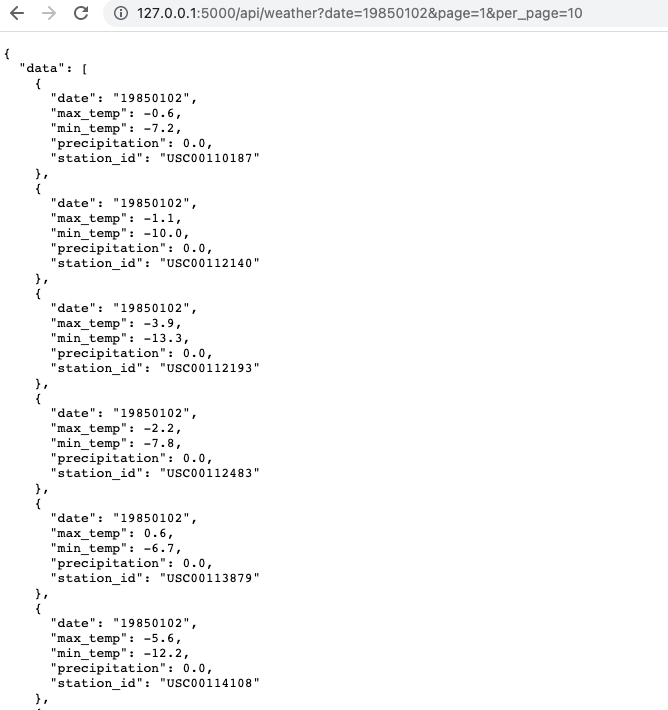 127.0.0.1:5000/api/weather?date=19850102&page=1&per_page=10
{
  "data": [
    {
      "date": "19850102",
      "max_temp": -0.6,
      "min_temp": -7.2,
      "precipitation": 0.0,
      "station_id": "USC00110187"
    },
    {
      "date": "19850102",
      "max_temp": -1.1,
      "min_temp": -10.0,
      "precipitation": 0.0,
      "station_id": "USC00112140"
    },
    {
      "date": "19850102",
      "max_temp": -3.9,
      "min_temp": -13.3,
      "precipitation": 0.0,
      "station_id": "USC00112193"
    },
    {
      "date": "19850102",
      "max_temp": -2.2,
      "min_temp": -7.8,
      "precipitation": 0.0,
      "station_id": "USC00112483"
    },
    {
      "date": "19850102",
      "max_temp": 0.6,
      "min_temp": -6.7,
      "precipitation": 0.0,
      "station_id": "USC00113879"
    },
    {
      "date": "19850102",
      "max_temp": -5.6,
      "min_temp": -12.2,
      "precipitation": 0.0,
      "station_id": "USC00114108"
    },
    {